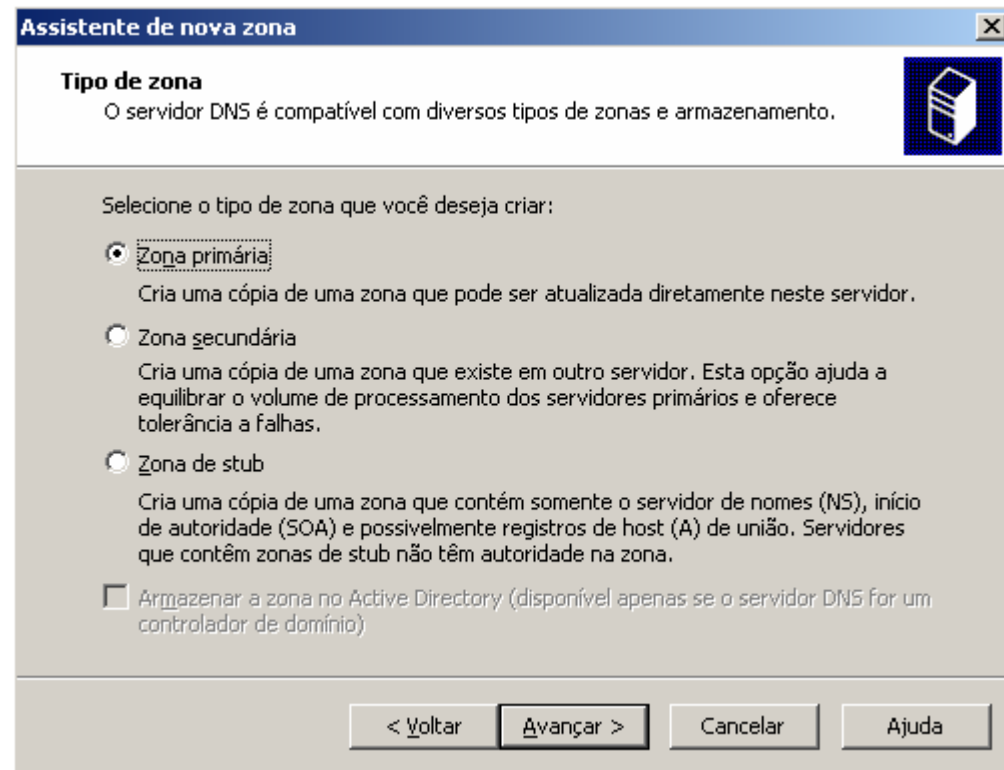 Assistente de nova zona
Tipo de zona
O servidor DNS é compatível com diversos tipos de zonas e armazenamento.
Selecione o tipo de zona que você deseja criar:
Zona primária
Cria uma cópia de uma zona que pode ser atualizada diretamente neste servidor.
Zona secundária
Cria uma cópia de uma zona que existe em outro servidor. Esta opção ajuda a
equilibrar o volume de processamento dos servidores primários e oferece
tolerância a falhas.
Zona de stub
Cria uma cópia de uma zona que contém somente o servidor de nomes (NS), início
de autoridade (SOA) e possivelmente registros de host (A) de união. Servidores
que contêm zonas de stub não têm autoridade na zona.
Armazenar a zona no Active Directory (disponível apenas se o servidor DNS for um
controlador de domínio)
< Voltar Avançar > Cancelar Ajuda